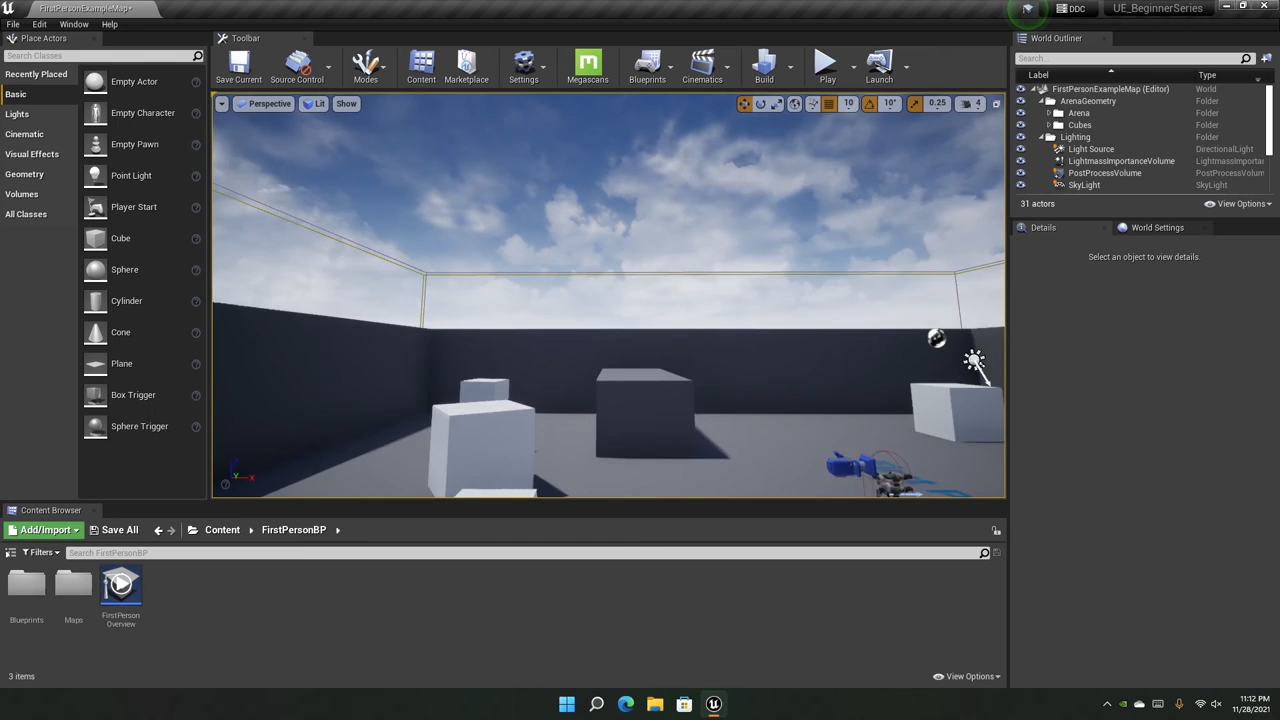 FirstPersonExampleMap*
DDC
UE_BeginnerSeries
File Edit Window Help
Place Actors
Search Classes
Recently Placed
Basic
Lights
Cinematic
Visual Effects
Geometry
Volumes
All Classes
Empty Actor
Empty Character
Empty Pawn
Point Light
Player Start
Cube
Sphere
Cylinder
Cone
Plane
Box Trigger
Sphere Trigger
Toolbar
Save Current
Source Control
Modes
Content
Marketplace
Settings
Megascans
Blueprints
Cinematics
Build
Play
Launch
Perspective
Lit
Show
10
10°
0.25
4
X
World Outliner
Search...
Label Type
FirstPersonExampleMap (Editor) World
ArenaGeometry Folder
Arena Folder
Cubes Folder
Lighting Folder
Light Source DirectionalLight
LightmassImportanceVolume LightmassImportar
PostProcessVolume PostProcessVolum
SkyLight SkyLight
31 actors
View Options
Details
World Settings
Select an object to view details.
Content Browser
Add/Import
Save All
Content
FirstPersonBP
Filters
Search FirstPersonBP
Blueprints
Maps
FirstPerson
Overview
3 items
View Options
11:12 PM
11/28/2021